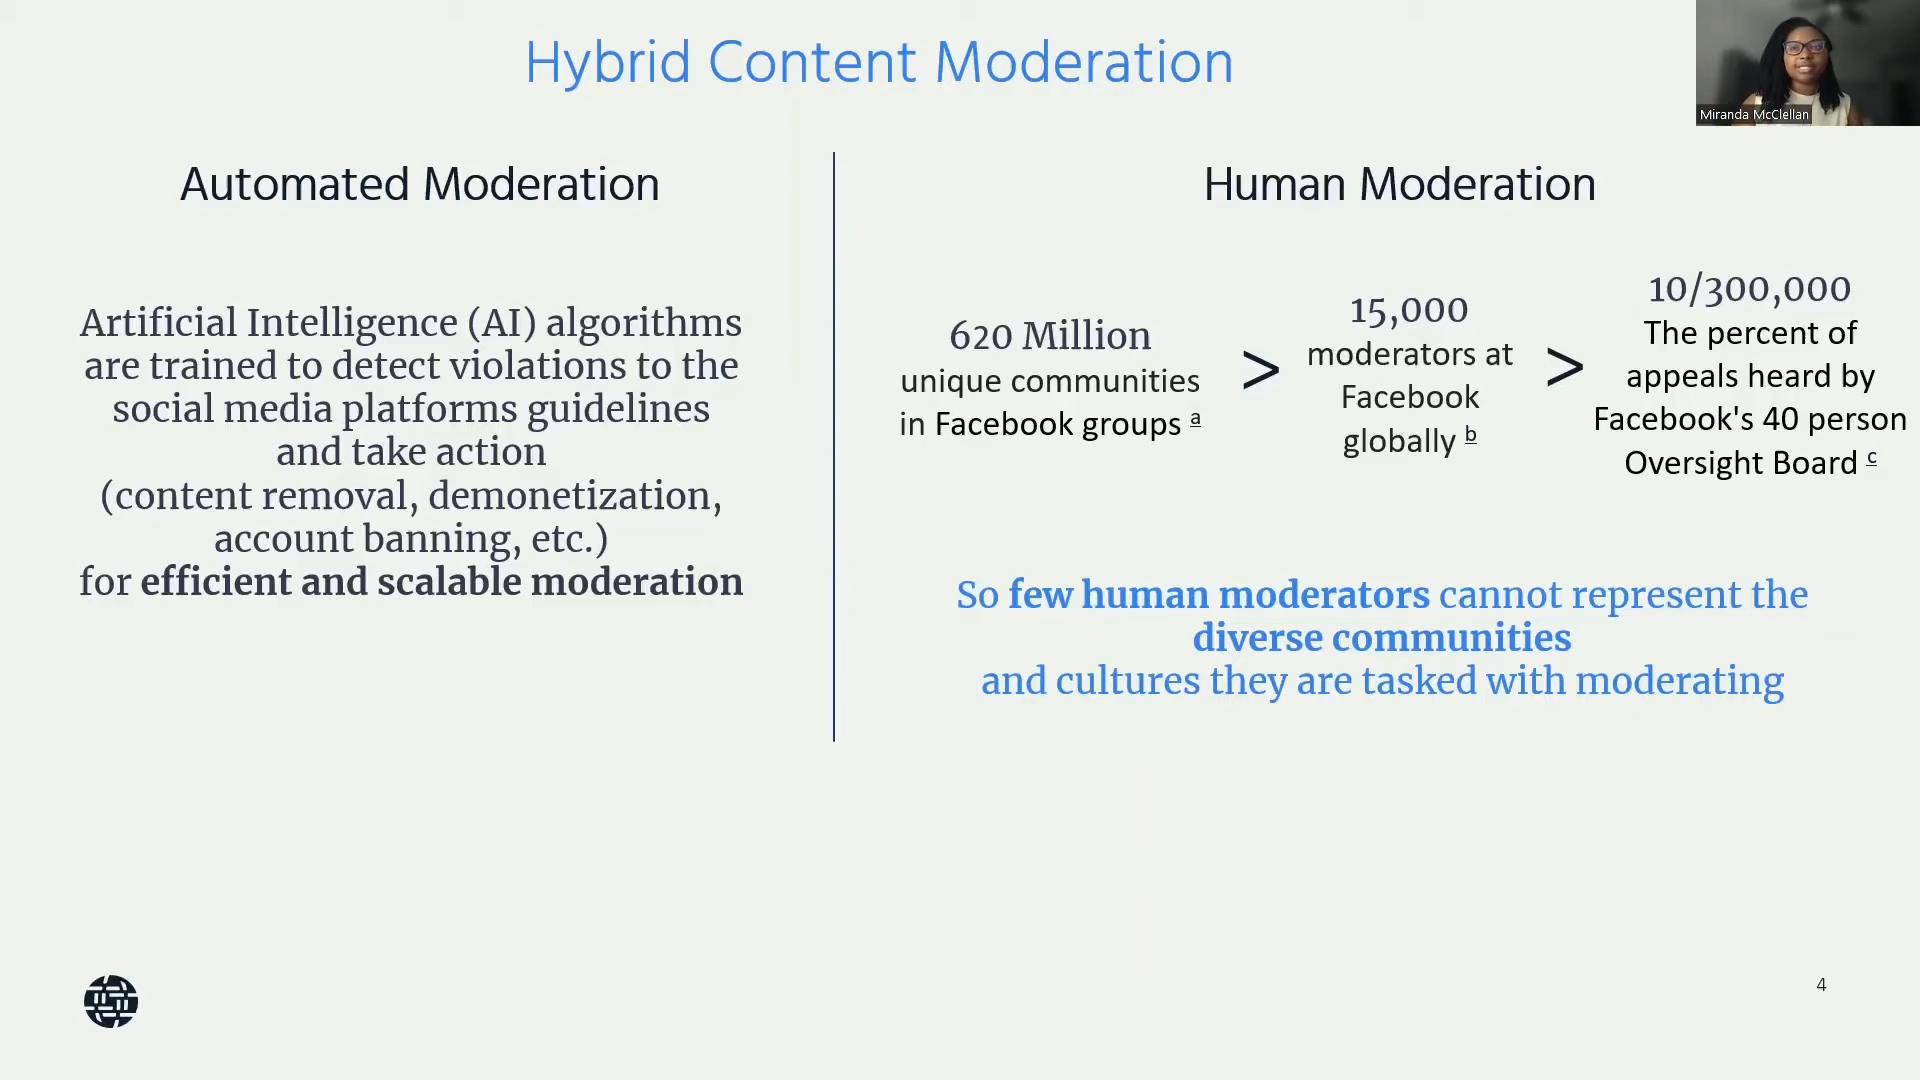 Hybrid Content Moderation
Miranda McClellan
Automated Moderation
Artificial Intelligence (AI) algorithms
are trained to detect violations to the
social media platforms guidelines
and take action
(content removal, demonetization,
account banning, etc.)
for efficient and scalable moderation
Human Moderation
620 Million
unique communities
in Facebook groups a
>
15,000
moderators at
Facebook
globally b
>
10/300,000
The percent of
appeals heard by
Facebook's 40 person
Oversight Board c
So few human moderators cannot represent the
diverse communities
and cultures they are tasked with moderating
4